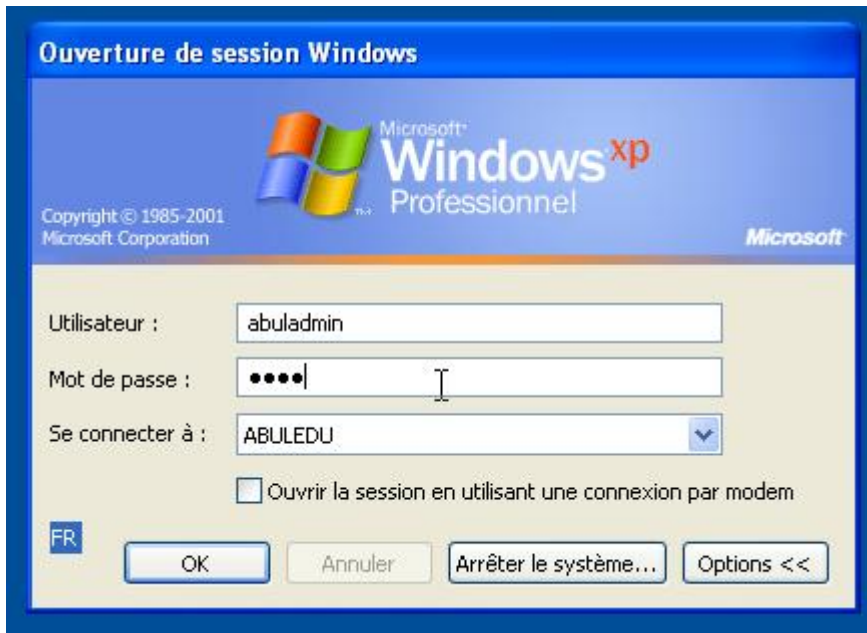 Ouverture de session Windows
Microsoft
Windows xp
Professionnel
Copyright © 1985-2001
Microsoft Corporation
Microsoft
Utilisateur : abuladmin
Mot de passe : ••••
Se connecter à : ABULEDU
Ouvrir la session en utilisant une connexion par modem
FR
OK Annuler Arrêter le système... Options <<